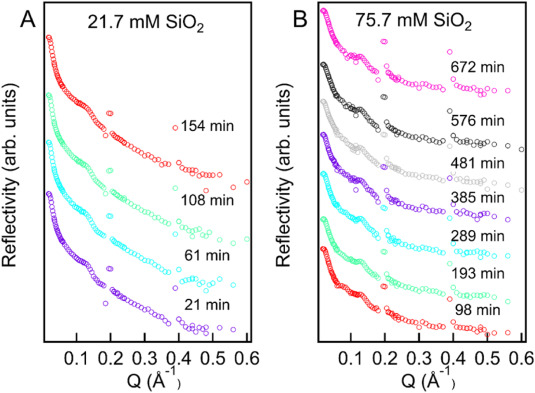 A
21.7 mM SiO₂
Reflectivity (arb. units)
154 min
108 min
61 min
21 min
0.1 0.2 0.3 0.4 0.5 0.6
Q (Å⁻¹)
B
75.7 mM SiO₂
Reflectivity (arb. units)
672 min
576 min
481 min
385 min
289 min
193 min
98 min
0.1 0.2 0.3 0.4 0.5 0.6
Q (Å⁻¹)